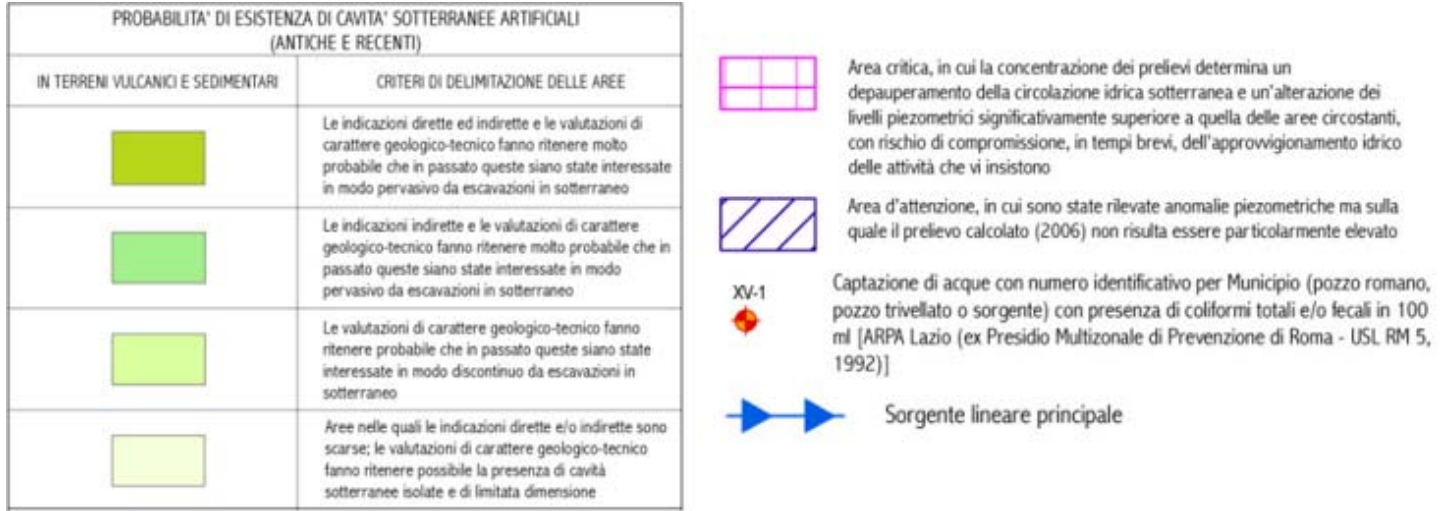 PROBABILITA' DI ESISTENZA DI CAVITA' SOTTERRANEE ARTIFICIALI
(ANTICHE E RECENTI)
IN TERRENI VULCANICI E SEDIMENTARI
CRITERI DI DELIMITAZIONE DELLE AREE
Le indicazioni dirette ed indirette e le valutazioni di
carattere geologico-tecnico fanno ritenere molto
probabile che in passato queste siano state interessate
in modo pervasivo da escavazioni in sotterraneo
Le indicazioni indirette e le valutazioni di carattere
geologico-tecnico fanno ritenere molto probabile che in
passato queste siano state interessate in modo
pervasivo da escavazioni in sotterraneo
Le valutazioni di carattere geologico-tecnico fanno
ritenere probabile che in passato queste siano state
interessate in modo discontinuo da escavazioni in
sotterraneo
Aree nelle quali le indicazioni dirette e/o indirette sono
scarse; le valutazioni di carattere geologico-tecnico
fanno ritenere possibile la presenza di cavità
sotterranee isolate e di limitata dimensione
Area critica, in cui la concentrazione dei prelievi determina un
depauperamento della circolazione idrica sotterranea e un'alterazione dei
livelli piezometrici significativamente superiore a quella delle aree circostanti,
con rischio di compromissione, in tempi brevi, dell'approvvigionamento idrico
delle attività che vi insistono
Area d'attenzione, in cui sono state rilevate anomalie piezometriche ma sulla
quale il prelievo calcolato (2006) non risulta essere particolarmente elevato
XV-1
Captazione di acque con numero identificativo per Municipio (pozzo romano,
pozzo trivellato o sorgente) con presenza di coliformi totali e/o fecali in 100
ml [ARPA Lazio (ex Presidio Multizonale di Prevenzione di Roma - USL RM 5,
1992)]
Sorgente lineare principale